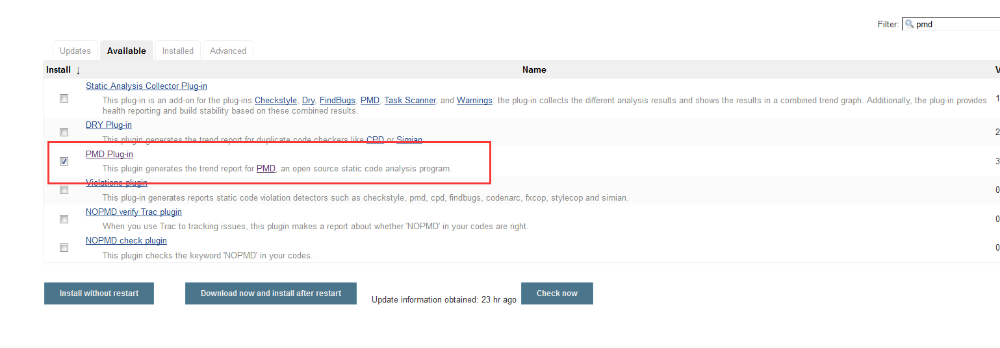 Filter: pmd
Updates Available Installed Advanced
Install ↓ Name V
Static Analysis Collector Plug-in
This plug-in is an add-on for the plug-ins Checkstyle, Dry, FindBugs, PMD, Task Scanner, and Warnings: the plug-in collects the different analysis results and shows the results in a combined trend graph. Additionally, the plug-in provides 1
health reporting and build stability based on these combined results.
DRY Plug-in
This plugin generates the trend report for duplicate code checkers like CPD or Simian. 2
PMD Plug-in
This plugin generates the trend report for PMD, an open source static code analysis program. 3
Violations plugin
This plug-in generates reports static code violation detectors such as checkstyle, pmd, cpd, findbugs, codenarc, fxcop, stylecop and simian. 0
NOPMD verify Trac plugin
When you use Trac to tracking issues, this plugin makes a report about whether 'NOPMD' in your codes are right. 0
NOPMD check plugin
This plugin checks the keyword 'NOPMD' in your codes. 0
Install without restart Download now and install after restart Update information obtained: 23 hr ago Check now